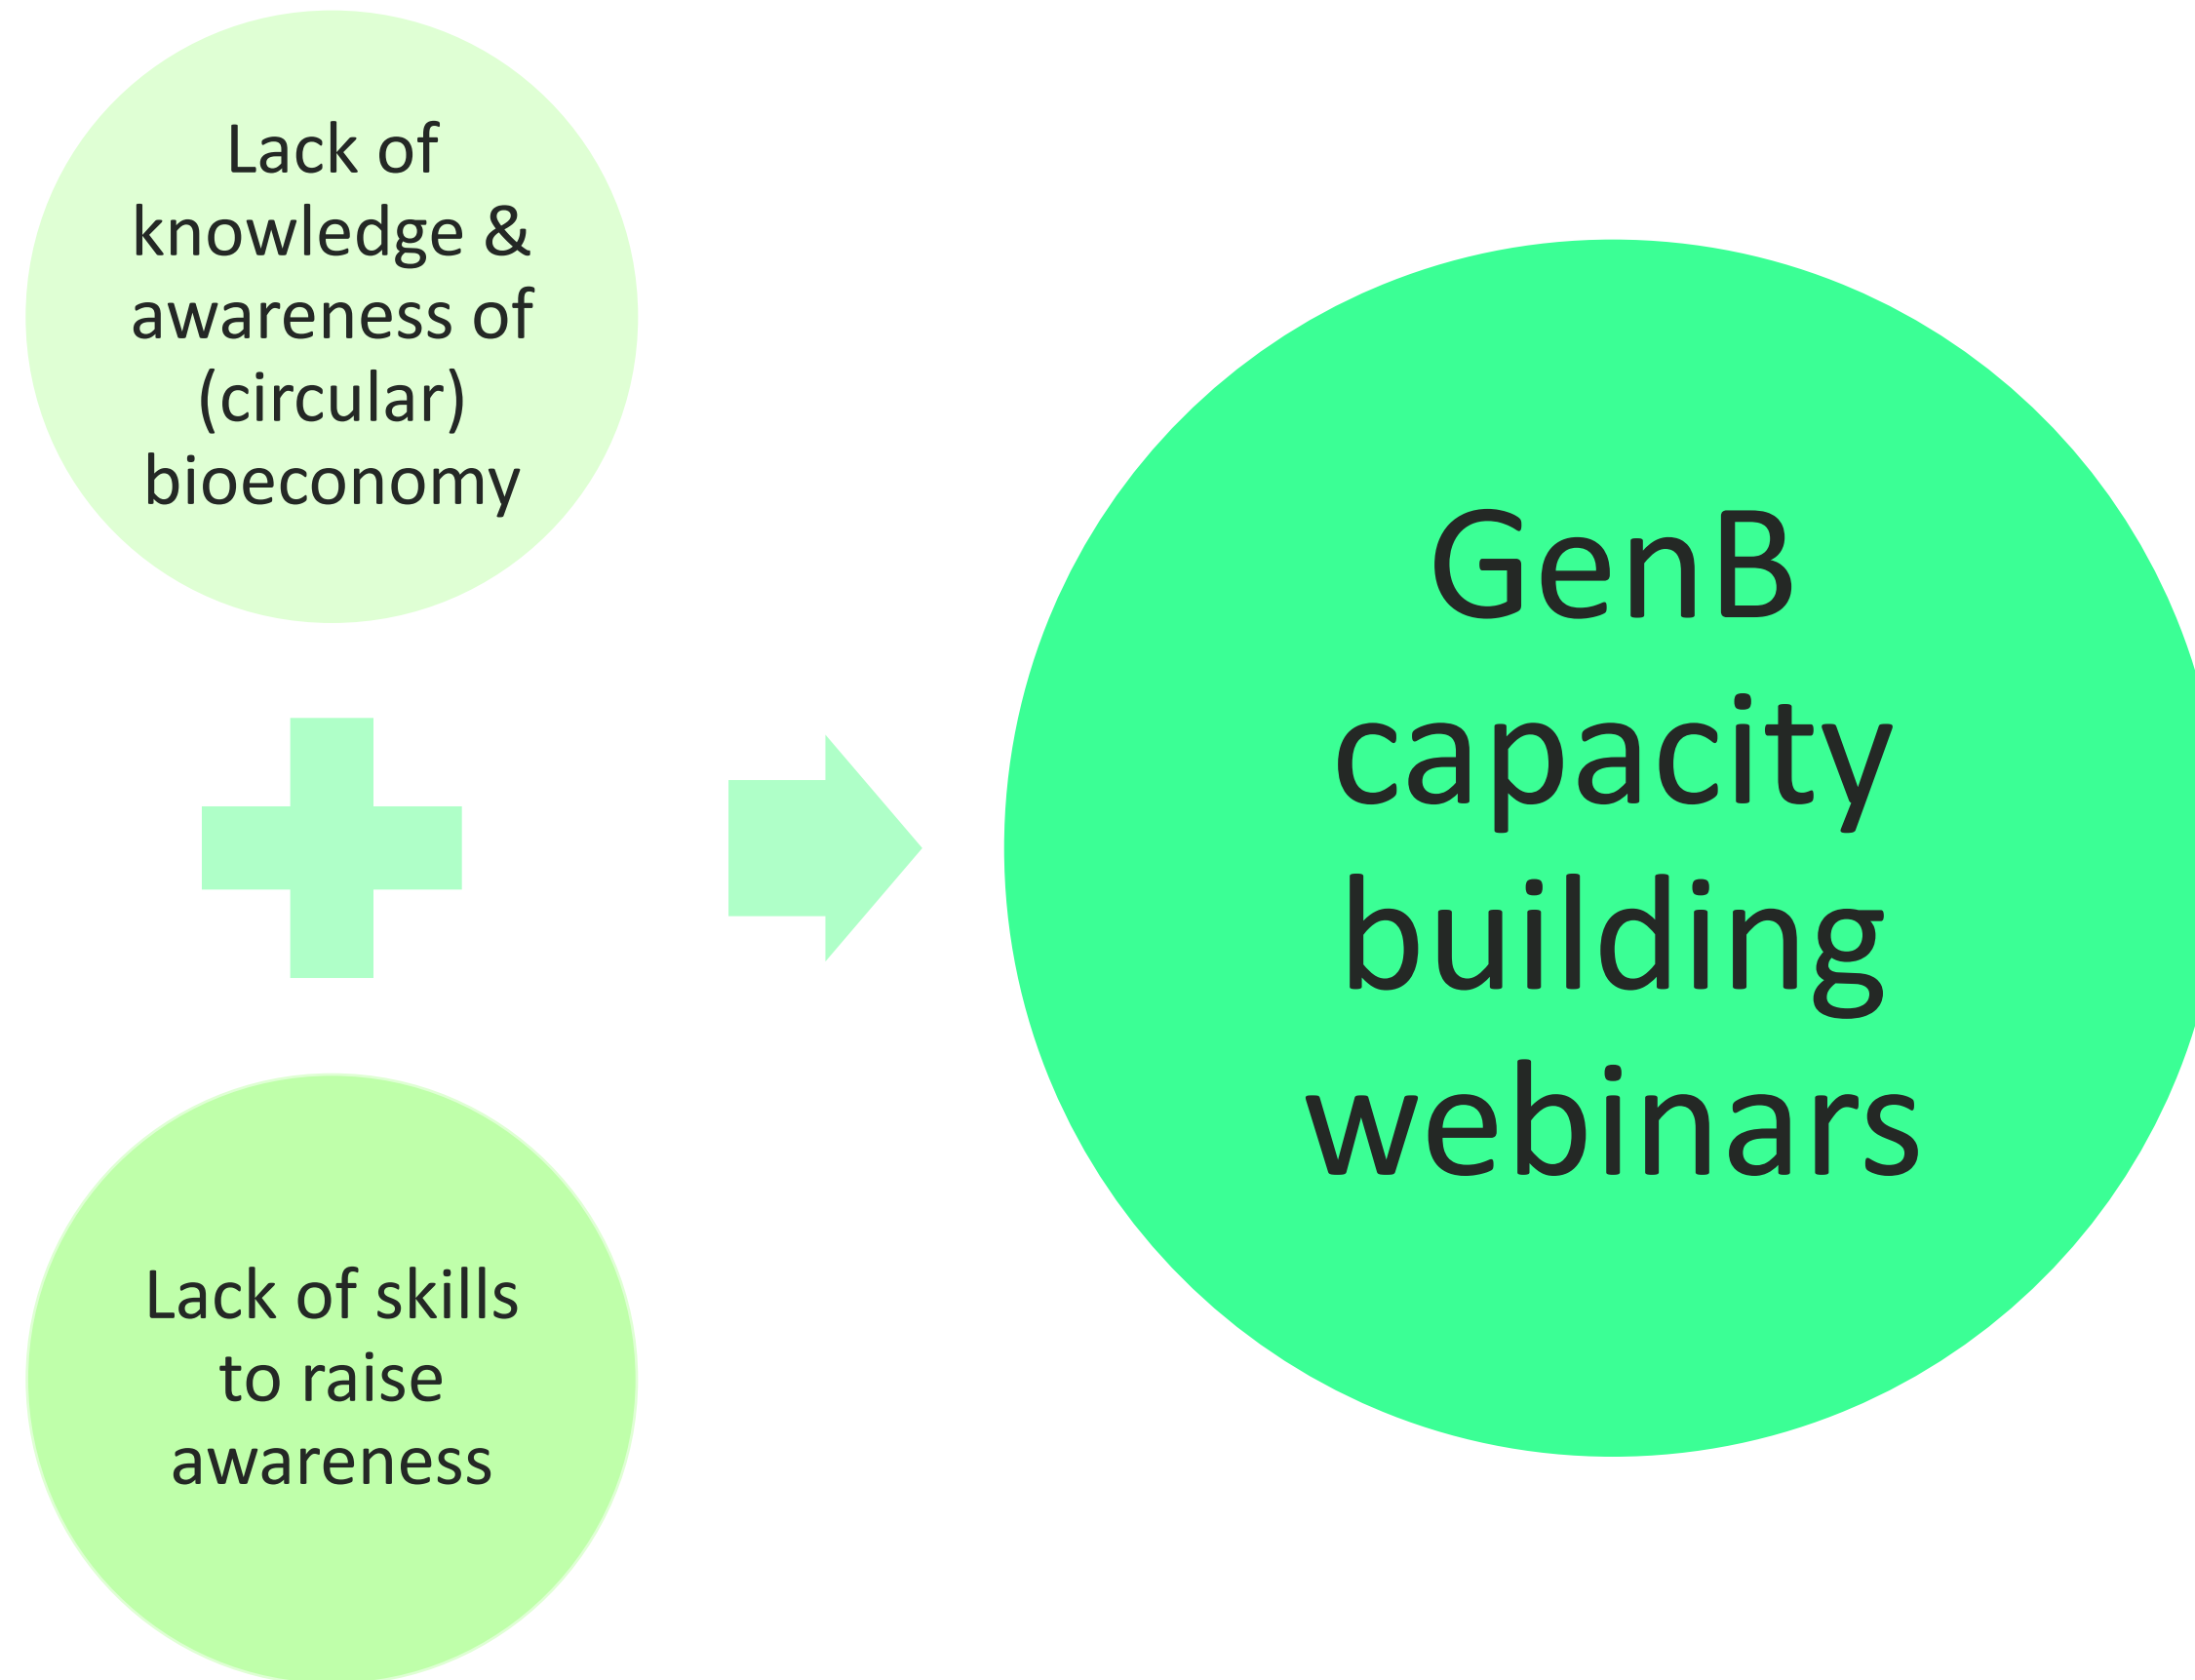 Lack of
knowledge &
awareness of
(circular)
bioeconomy
Lack of skills
to raise
awareness
GenB
capacity
building
webinars